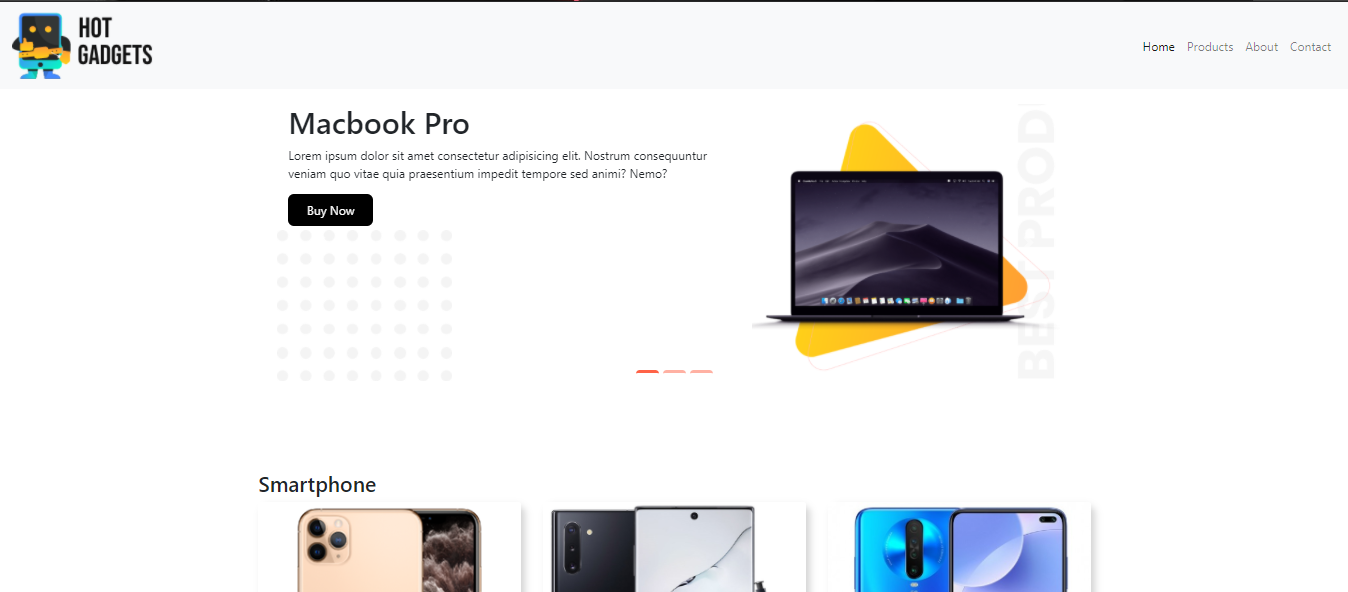 HOT
GADGETS
Home Products About Contact
Macbook Pro
Lorem ipsum dolor sit amet consectetur adipisicing elit. Nostrum consequuntur
veniam quo vitae quia praesentium impedit tempore sed animi? Nemo?
Buy Now
BEST PROD
Smartphone